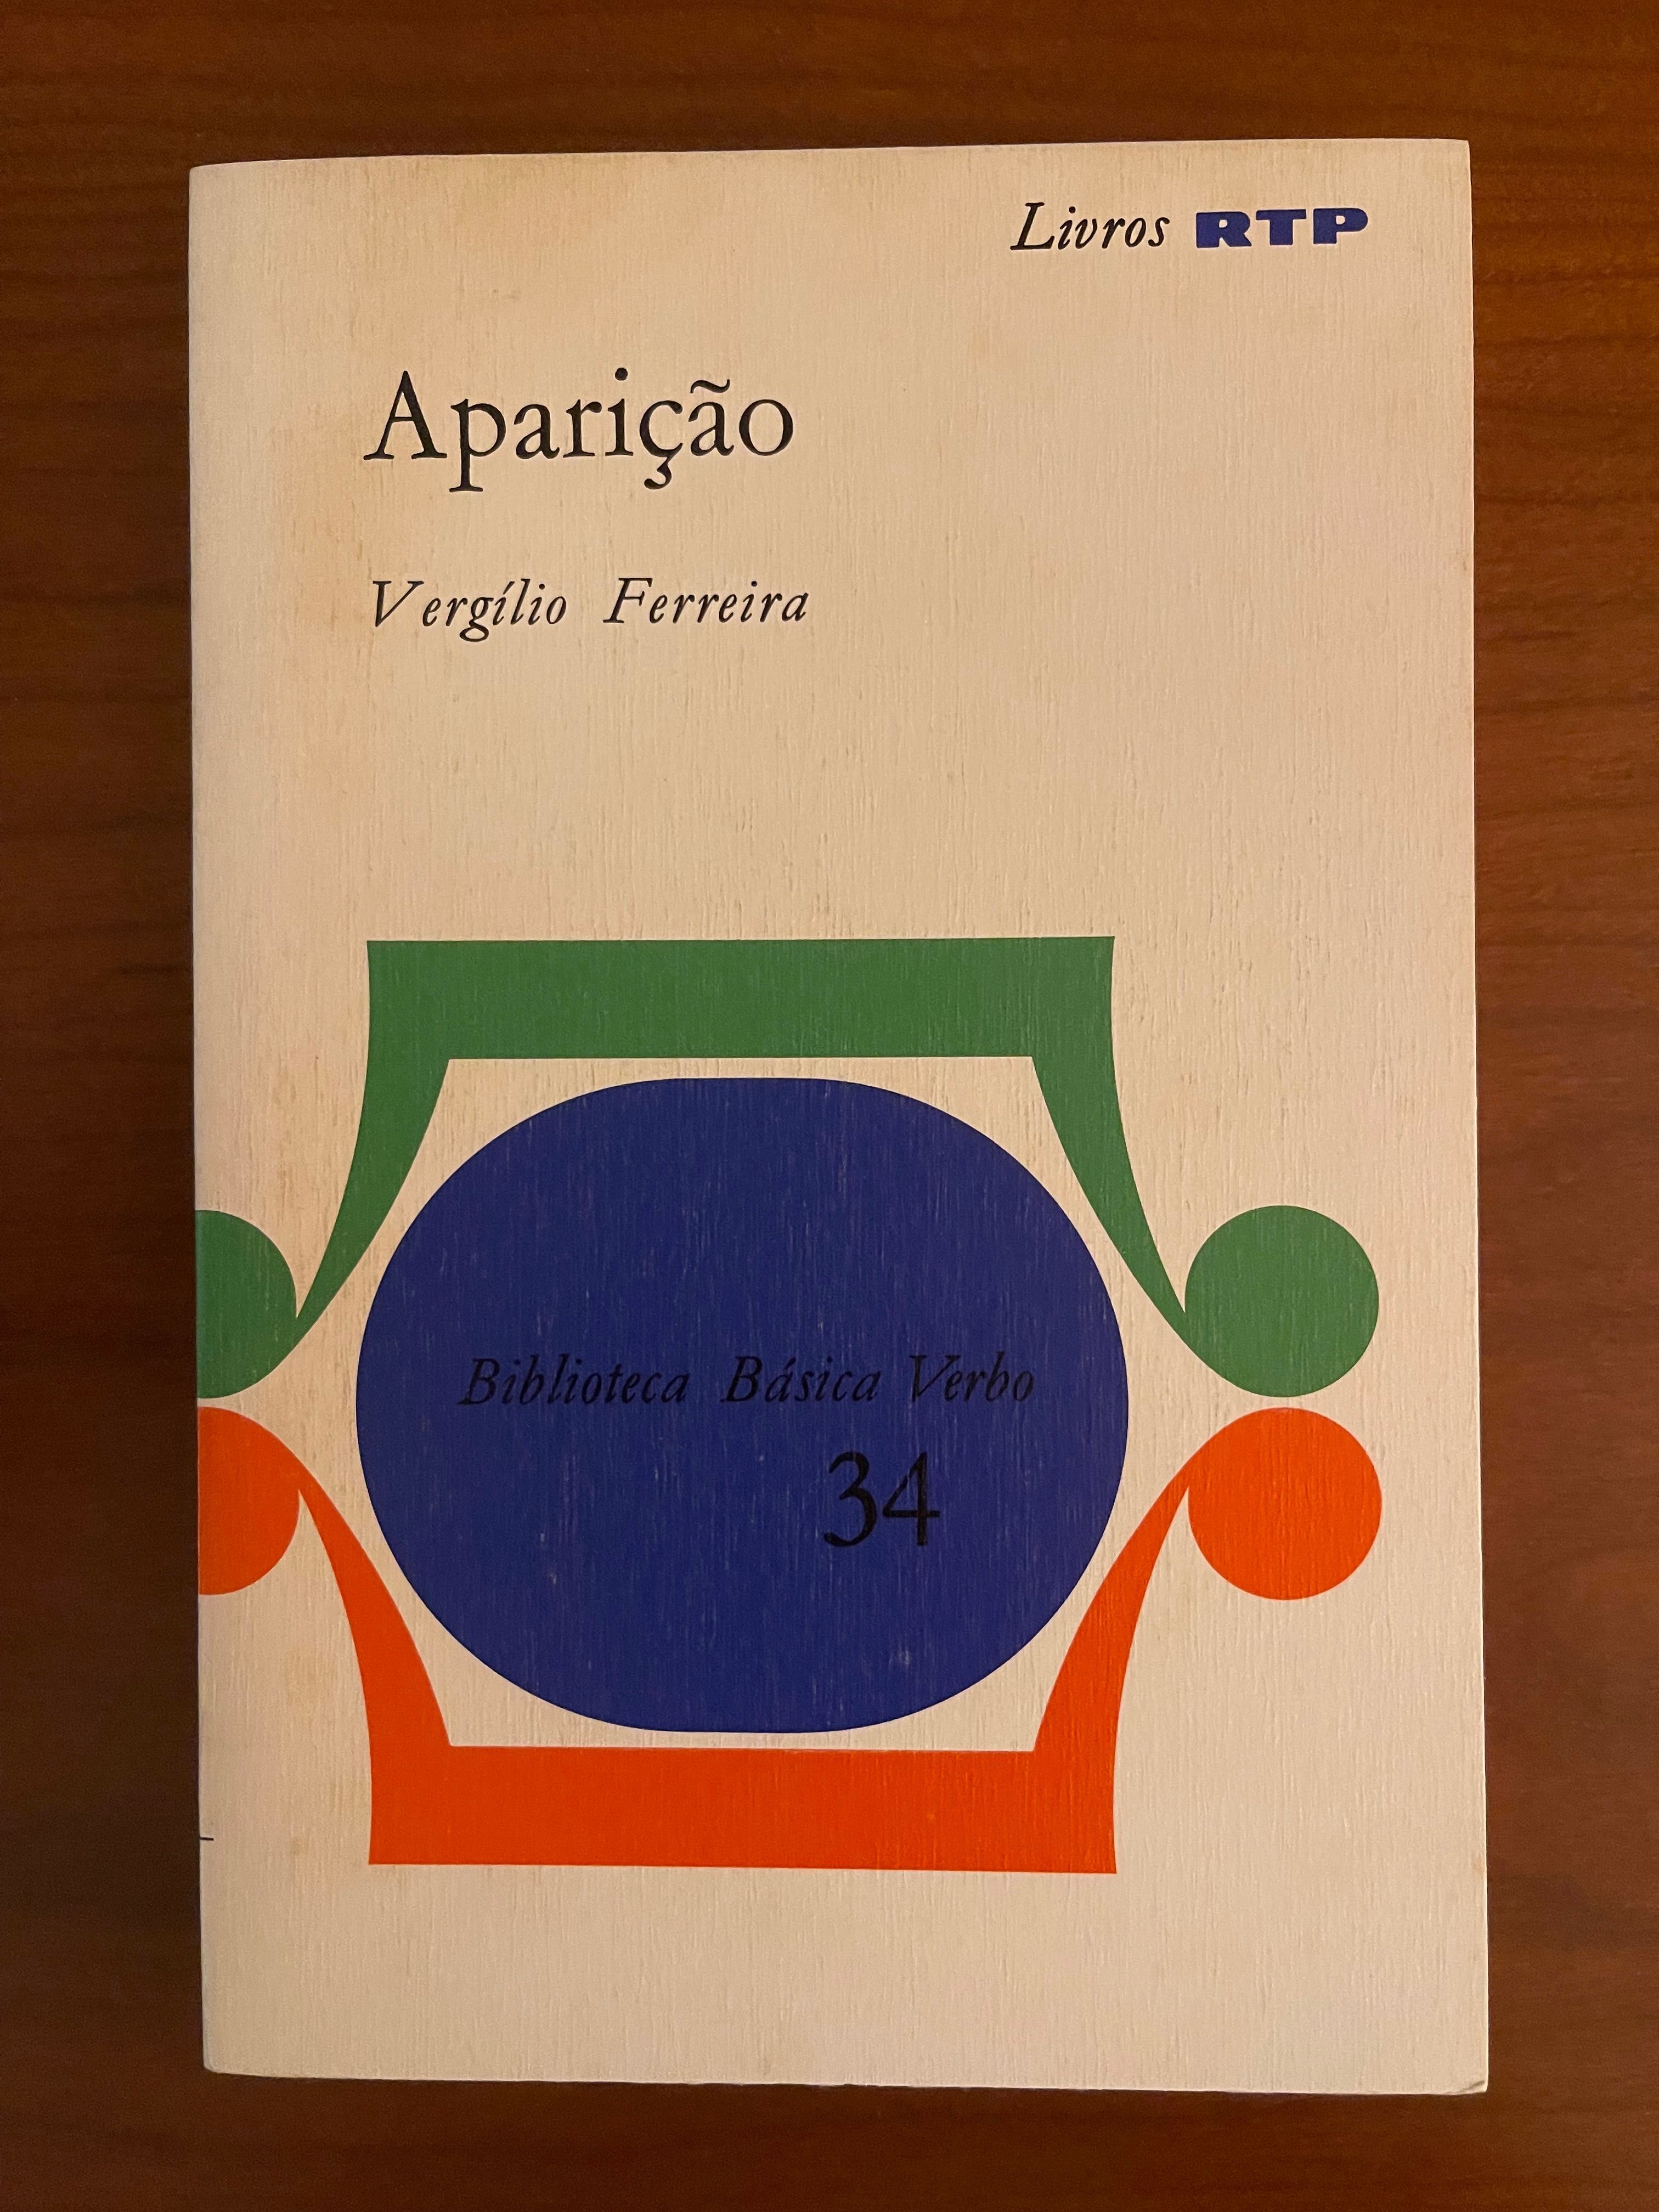 Livros RTP
Aparição
Vergílio Ferreira
Biblioteca Básica Verbo
34